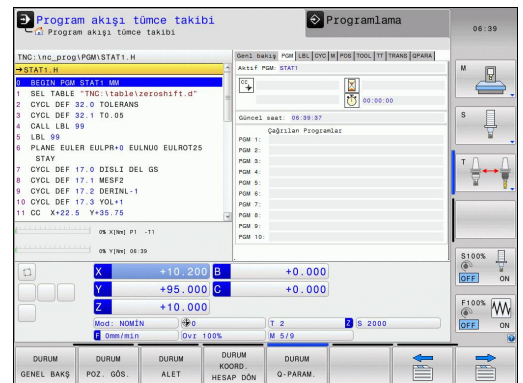 Program akışı tümce takibi
Program akışı tümce takibi
Programlama
06:39
TNC:\nc_prog\PGM\STAT1.H
→STAT1.H
0 BEGIN PGM STAT1 MM
1 SEL TABLE "TNC:\table\zeroshift.d"
2 CYCL DEF 32.0 TOLERANS
3 CYCL DEF 32.1 T0.05
4 CALL LBL 99
5 LBL 99
6 PLANE EULER EULPR+0 EULNU0 EULROT25
STAY
7 CYCL DEF 17.0 DISLI DEL GS
8 CYCL DEF 17.1 MESF2
9 CYCL DEF 17.2 DERINL-1
10 CYCL DEF 17.3 YOL+1
11 CC X+22.5 Y+35.75
0% X[Nm] P1 -T1
0% Y[Nm] 06:39
Genl bakış PGM LBL CYC M POS TOOL TT TRANS QPARA
Aktif PGM: STAT1
00:00:00
Güncel saat: 06:39:37
Çağrılan Programlar
PGM 1:
PGM 2:
PGM 3:
PGM 4:
PGM 5:
PGM 6:
PGM 7:
PGM 8:
PGM 9:
PGM 10:
X +10.200 B +0.000
Y +95.000 C +0.000
Z +10.000
Mod: NOMİN 0 T 2 Z S 2000
F 0mm/min Ovr 100% M 5/9
M
S
T
S100%
OFF ON
F100%
OFF ON
DURUM GENEL BAKŞ
DURUM POZ. GÖS.
DURUM ALET
DURUM KOORD. HESAP DÖN
DURUM Q-PARAM.